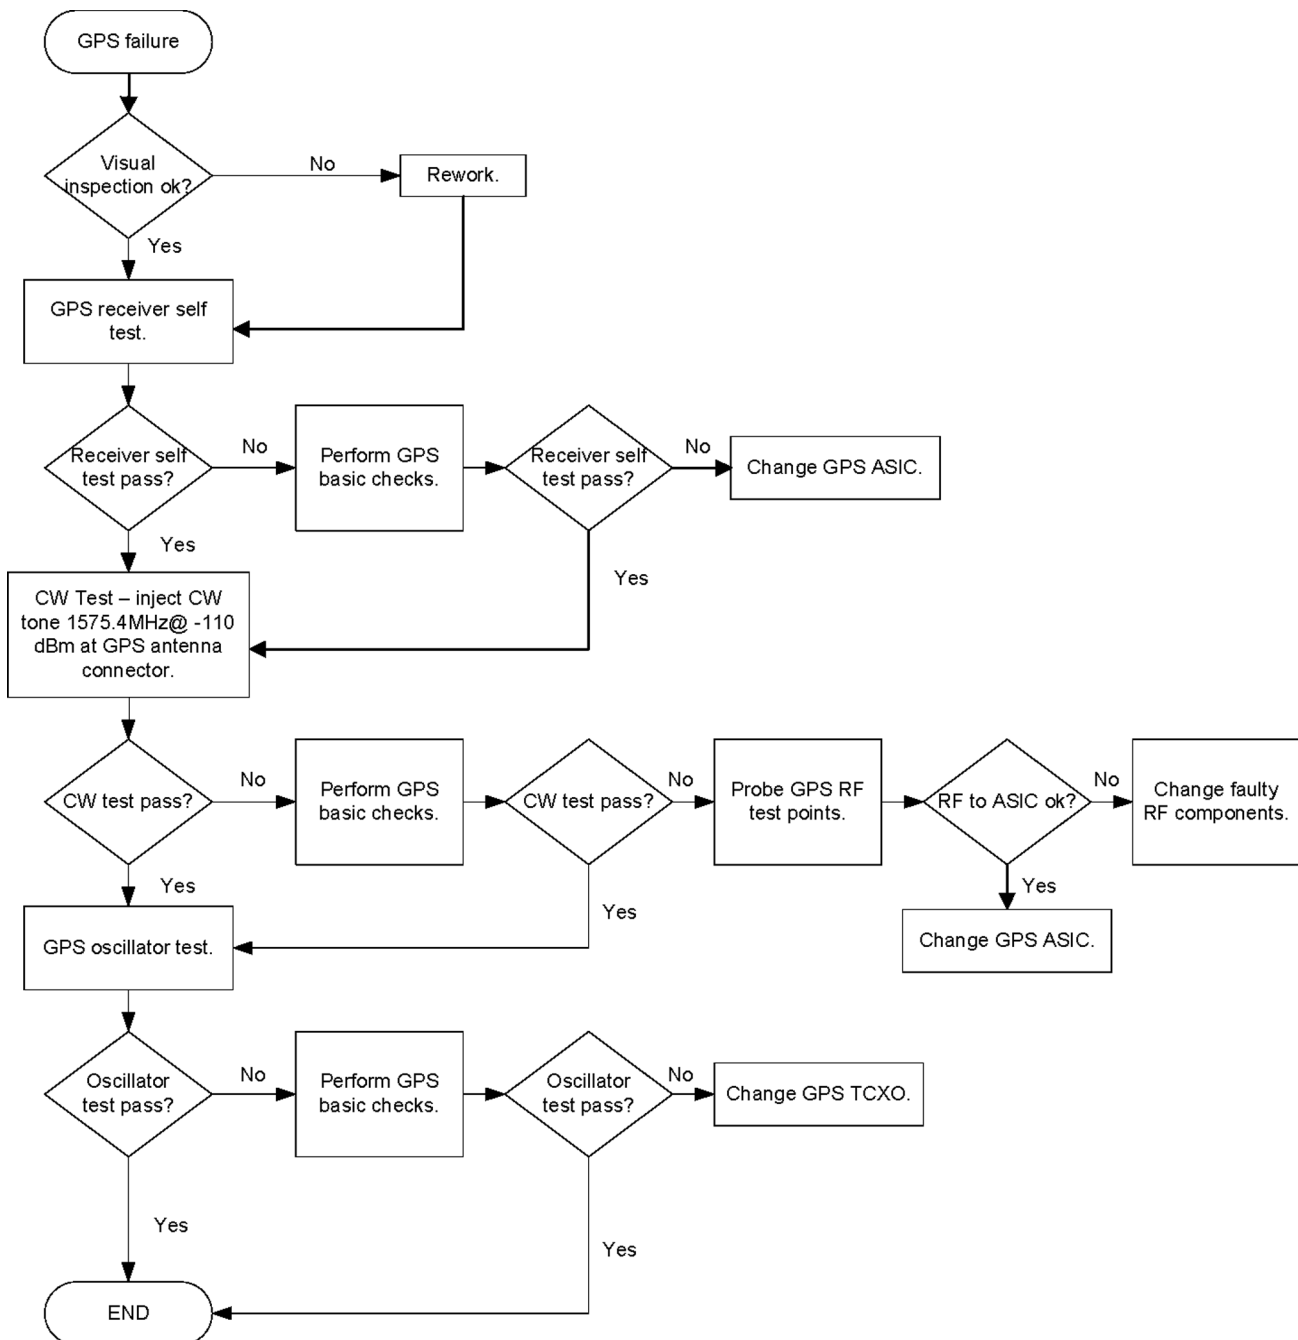 GPS failure
Visual
inspection ok?
No
Rework.
Yes
GPS receiver self
test.
Receiver self
test pass?
No
Perform GPS
basic checks.
Receiver self
test pass?
No
Change GPS ASIC.
Yes
Yes
CW Test – inject CW
tone 1575.4MHz@ -110
dBm at GPS antenna
connector.
CW test pass?
No
Perform GPS
basic checks.
CW test pass?
No
Probe GPS RF
test points.
RF to ASIC ok?
No
Change faulty
RF components.
Yes
Yes
Yes
Change GPS ASIC.
GPS oscillator test.
Oscillator
test pass?
No
Perform GPS
basic checks.
Oscillator
test pass?
No
Change GPS TCXO.
Yes
Yes
END